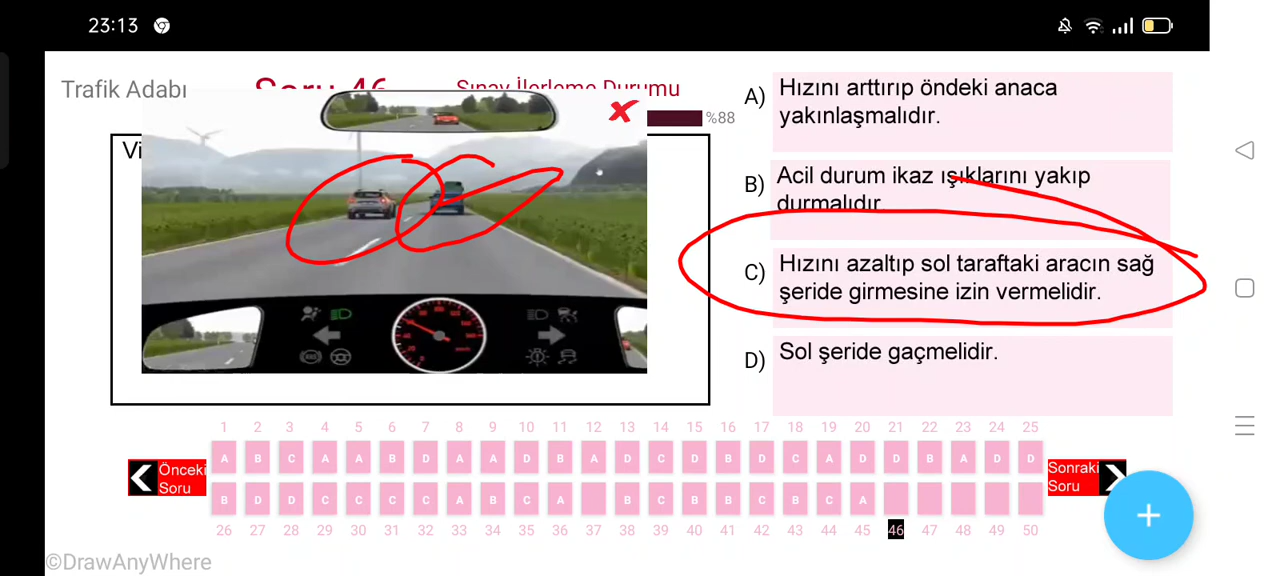 23:13
Trafik Adabı
Soru 46
Sınav İlerleme Durumu
%88
Vi
A) Hızını arttırıp öndeki anaca
yakınlaşmalıdır.
B) Acil durum ikaz ışıklarını yakıp
durmalıdır
C) Hızını azaltıp sol taraftaki aracın sağ
şeride girmesine izin vermelidir.
D) Sol şeride gaçmelidir.
1 2 3 4 5 6 7 8 9 10 11 12 13 14 15 16 17 18 19 20 21 22 23 24 25
A B C A A B D A A D B A D C D B D C A D D B A D D
B D D C C C C A B C A B C B B C B C A
26 27 28 29 30 31 32 33 34 35 36 37 38 39 40 41 42 43 44 45 46 47 48 49 50
Önceki
Soru
Sonraki
Soru
+
©DrawAnyWhere